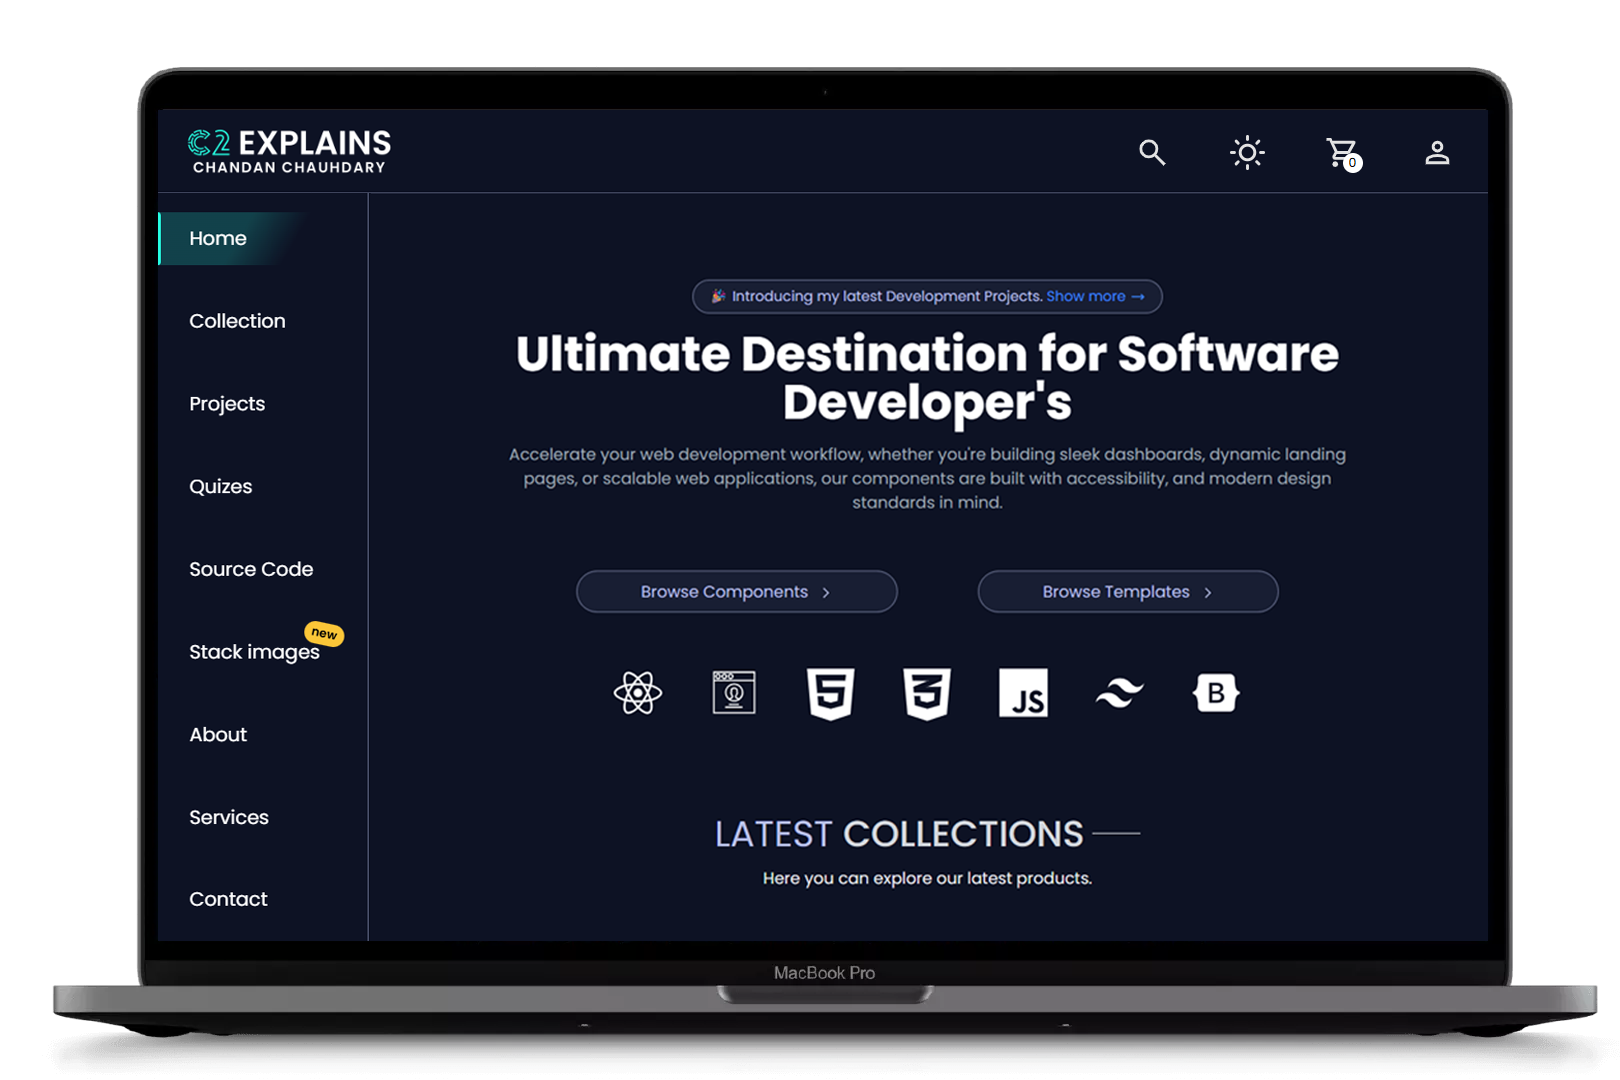 C2 EXPLAINS
CHANDAN CHAUHDARY
0
Home
Collection
Projects
Quizes
Source Code
new
Stack images
About
Services
Contact
🎉 Introducing my latest Development Projects. Show more →
Ultimate Destination for Software
Developer's
Accelerate your web development workflow, whether you're building sleek dashboards, dynamic landing
pages, or scalable web applications, our components are built with accessibility, and modern design
standards in mind.
Browse Components >
Browse Templates >
5
3
JS
B
LATEST COLLECTIONS
Here you can explore our latest products.
MacBook Pro